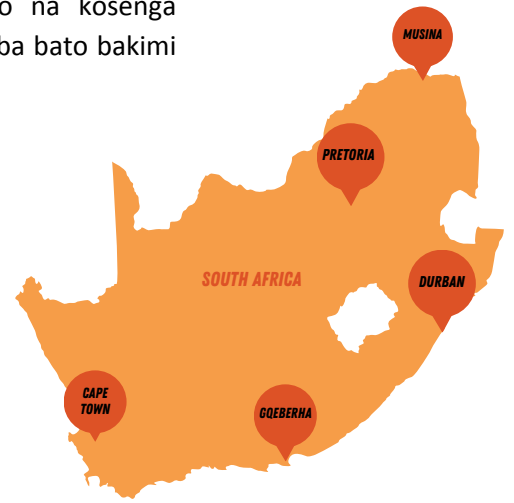 o na kosenga
ba bato bakimi
MUSINA
PRETORIA
SOUTH AFRICA
DURBAN
CAPE
TOWN
GQEBERHA